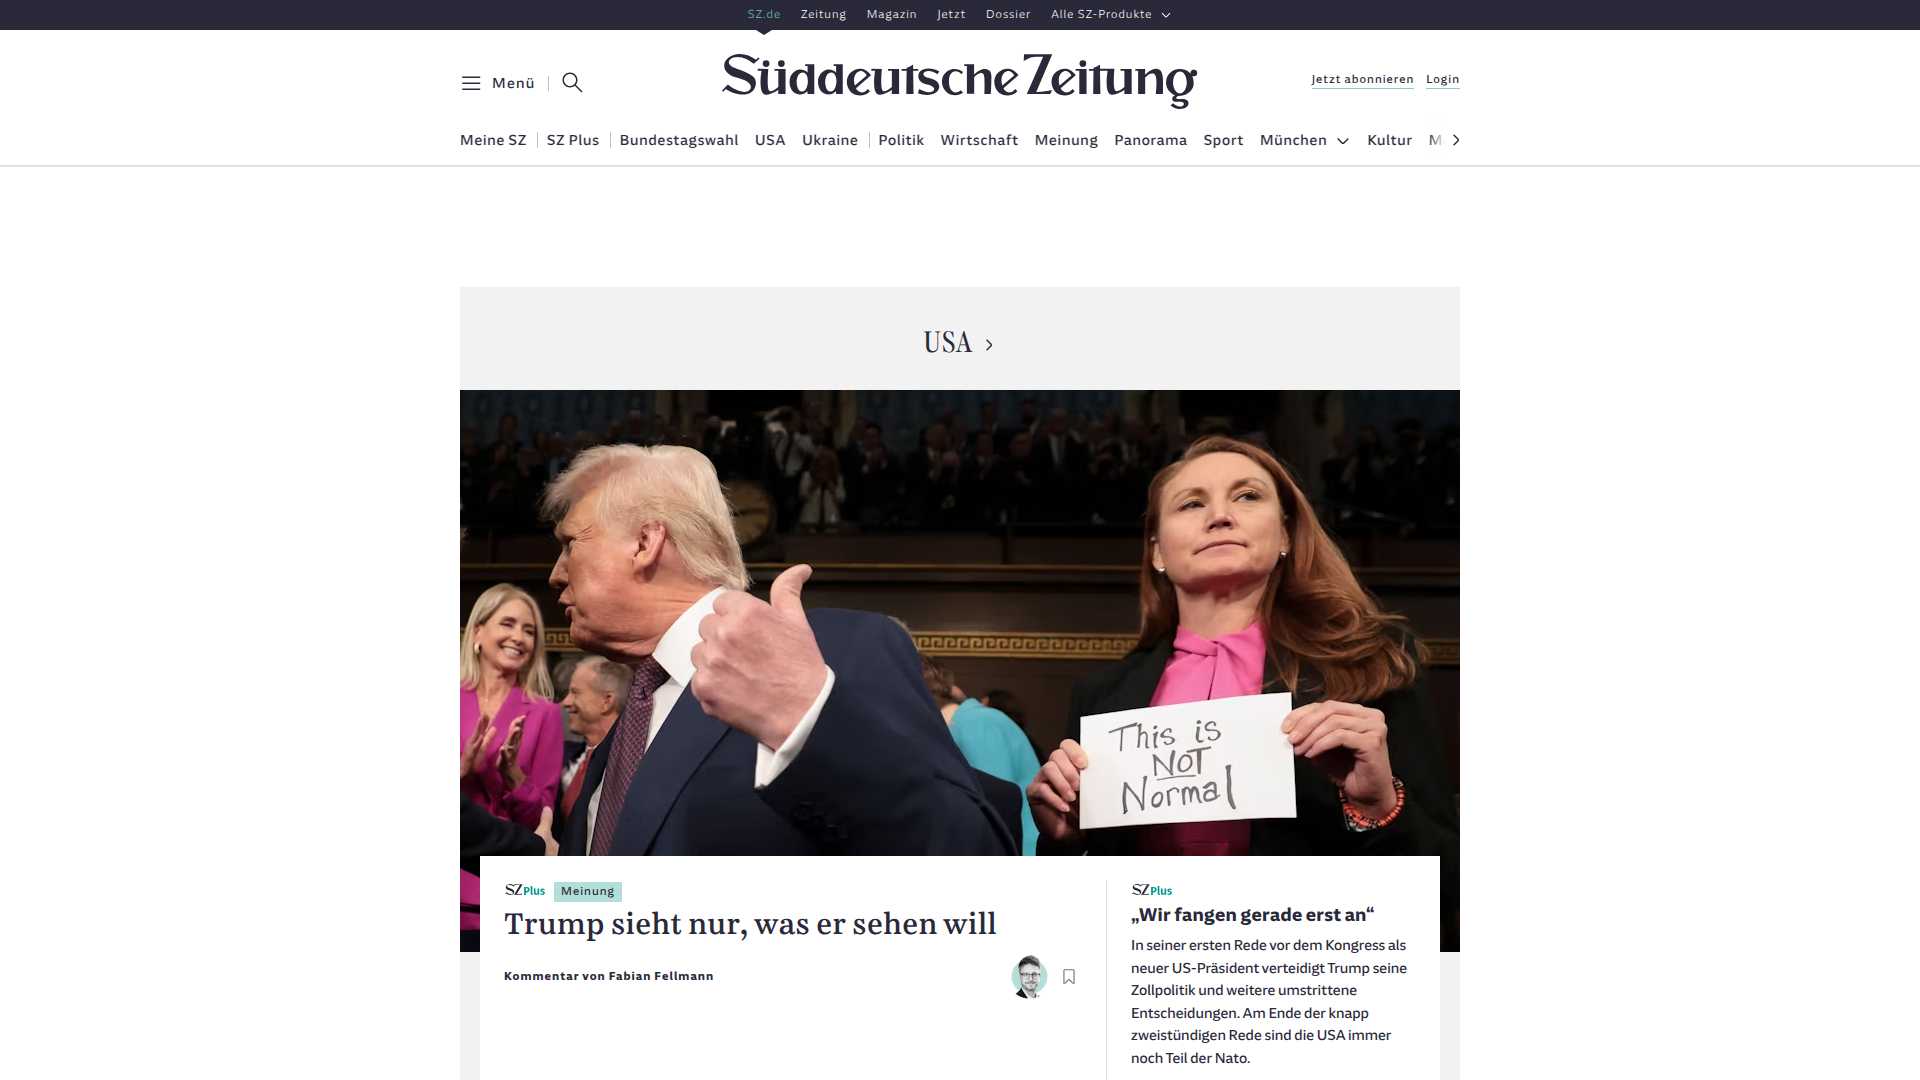 SZ.de Zeitung Magazin Jetzt Dossier Alle SZ-Produkte
Menü
Süddeutsche Zeitung
Jetzt abonnieren Login
Meine SZ SZ Plus Bundestagswahl USA Ukraine Politik Wirtschaft Meinung Panorama Sport München Kultur M
USA
This is
NOT
Normal
SZ Plus Meinung
Trump sieht nur, was er sehen will
Kommentar von Fabian Fellmann
SZ Plus
„Wir fangen gerade erst an“
In seiner ersten Rede vor dem Kongress als
neuer US-Präsident verteidigt Trump seine
Zollpolitik und weitere umstrittene
Entscheidungen. Am Ende der knapp
zweistündigen Rede sind die USA immer
noch Teil der Nato.